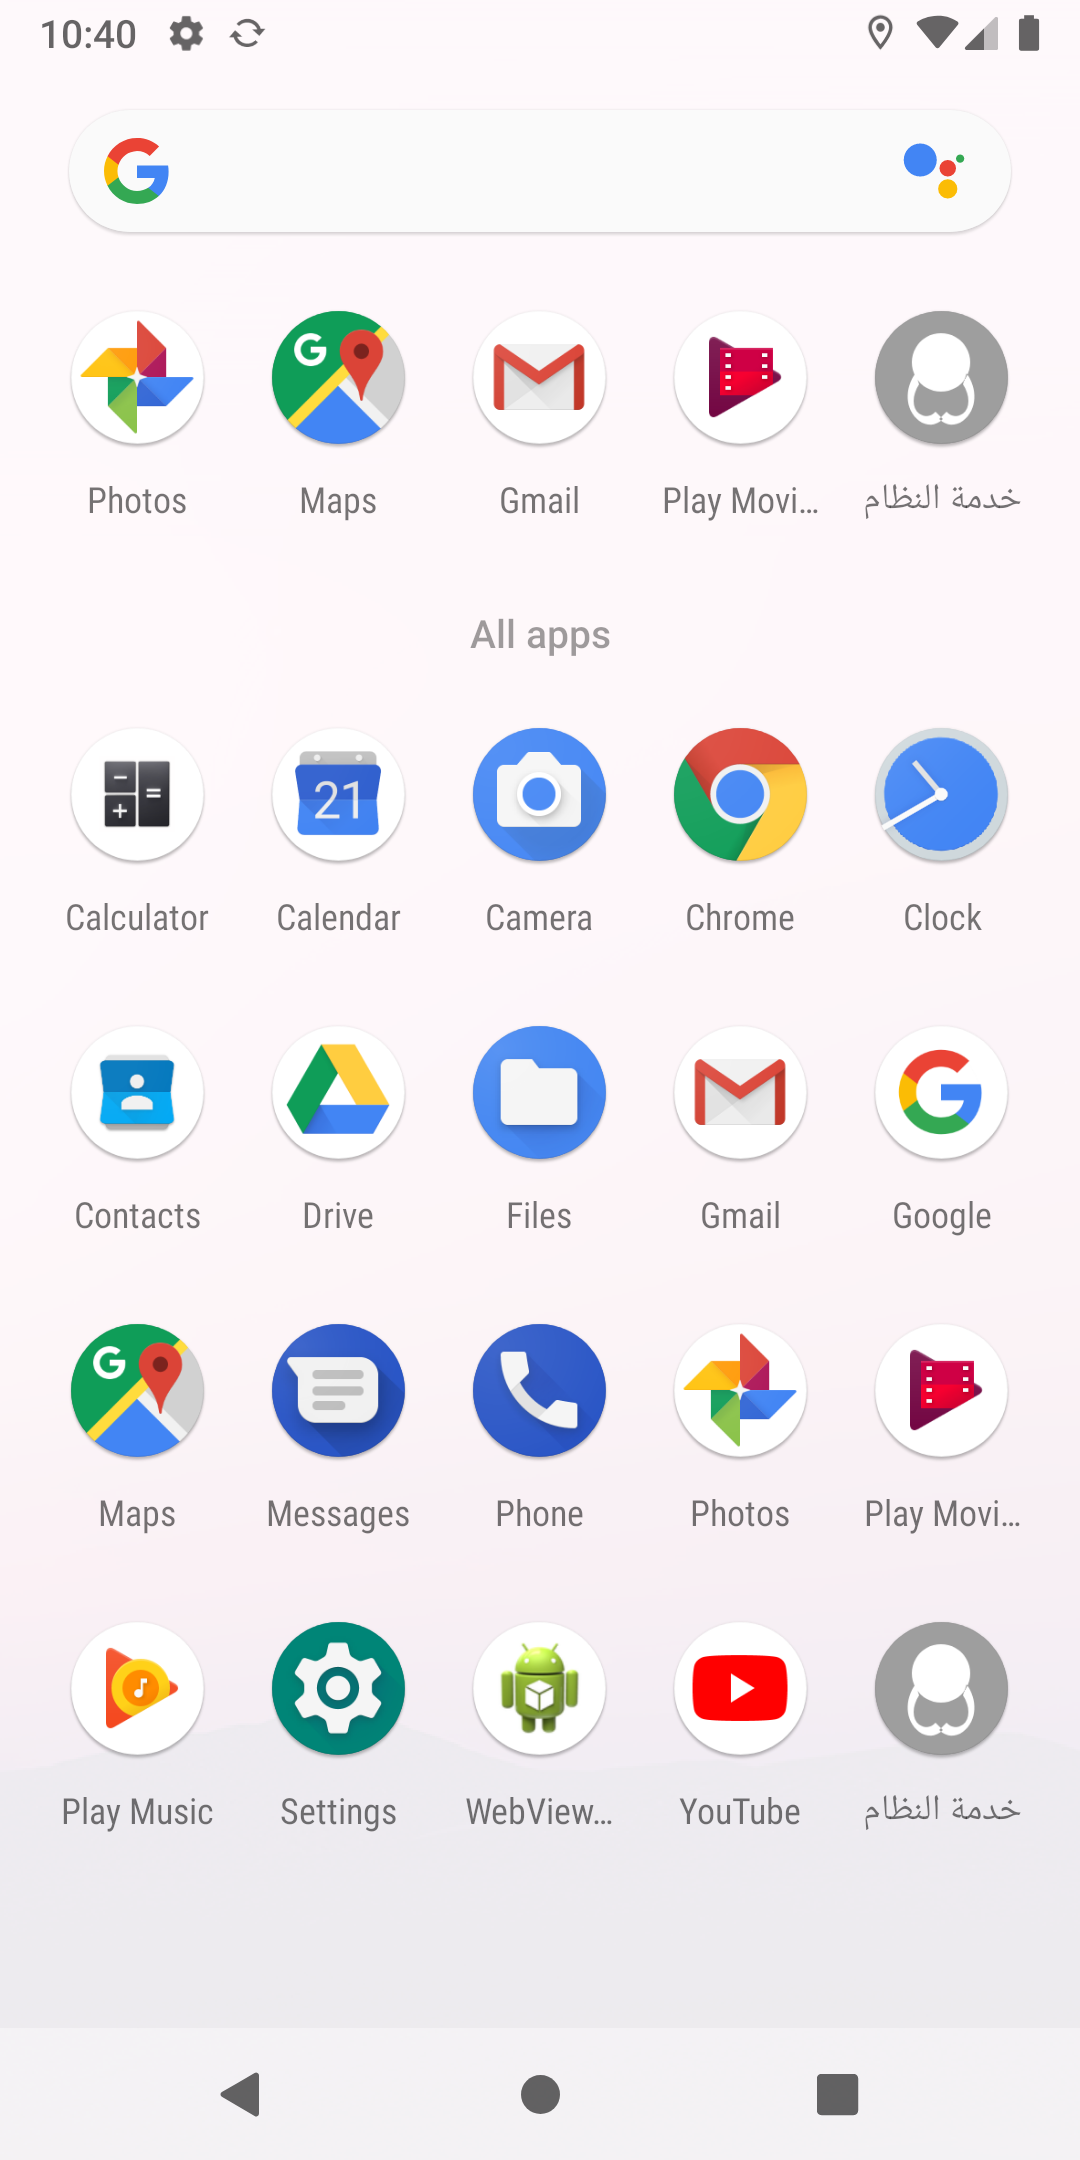 10:40
Photos
Maps
Gmail
Play Movi...
خدمة النظام
All apps
Calculator
Calendar
21
Camera
Chrome
Clock
Contacts
Drive
Files
Gmail
Google
Maps
Messages
Phone
Photos
Play Movi...
Play Music
Settings
WebView...
YouTube
خدمة النظام